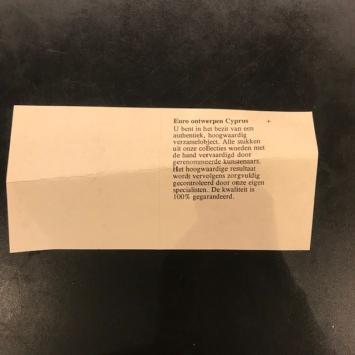 Euro ontwerpen Cyprus +
U bent in het bezit van een
authentiek, hoogwaardig
verzamelobject. Alle stukken
uit onze collecties worden met
de hand vervaardigd door
gerenommeerde kunstenaars.
Het hoogwaardige resultaat
wordt vervolgens zorgvuldig
gecontroleerd door onze eigen
specialisten. De kwaliteit is
100% gegarandeerd.